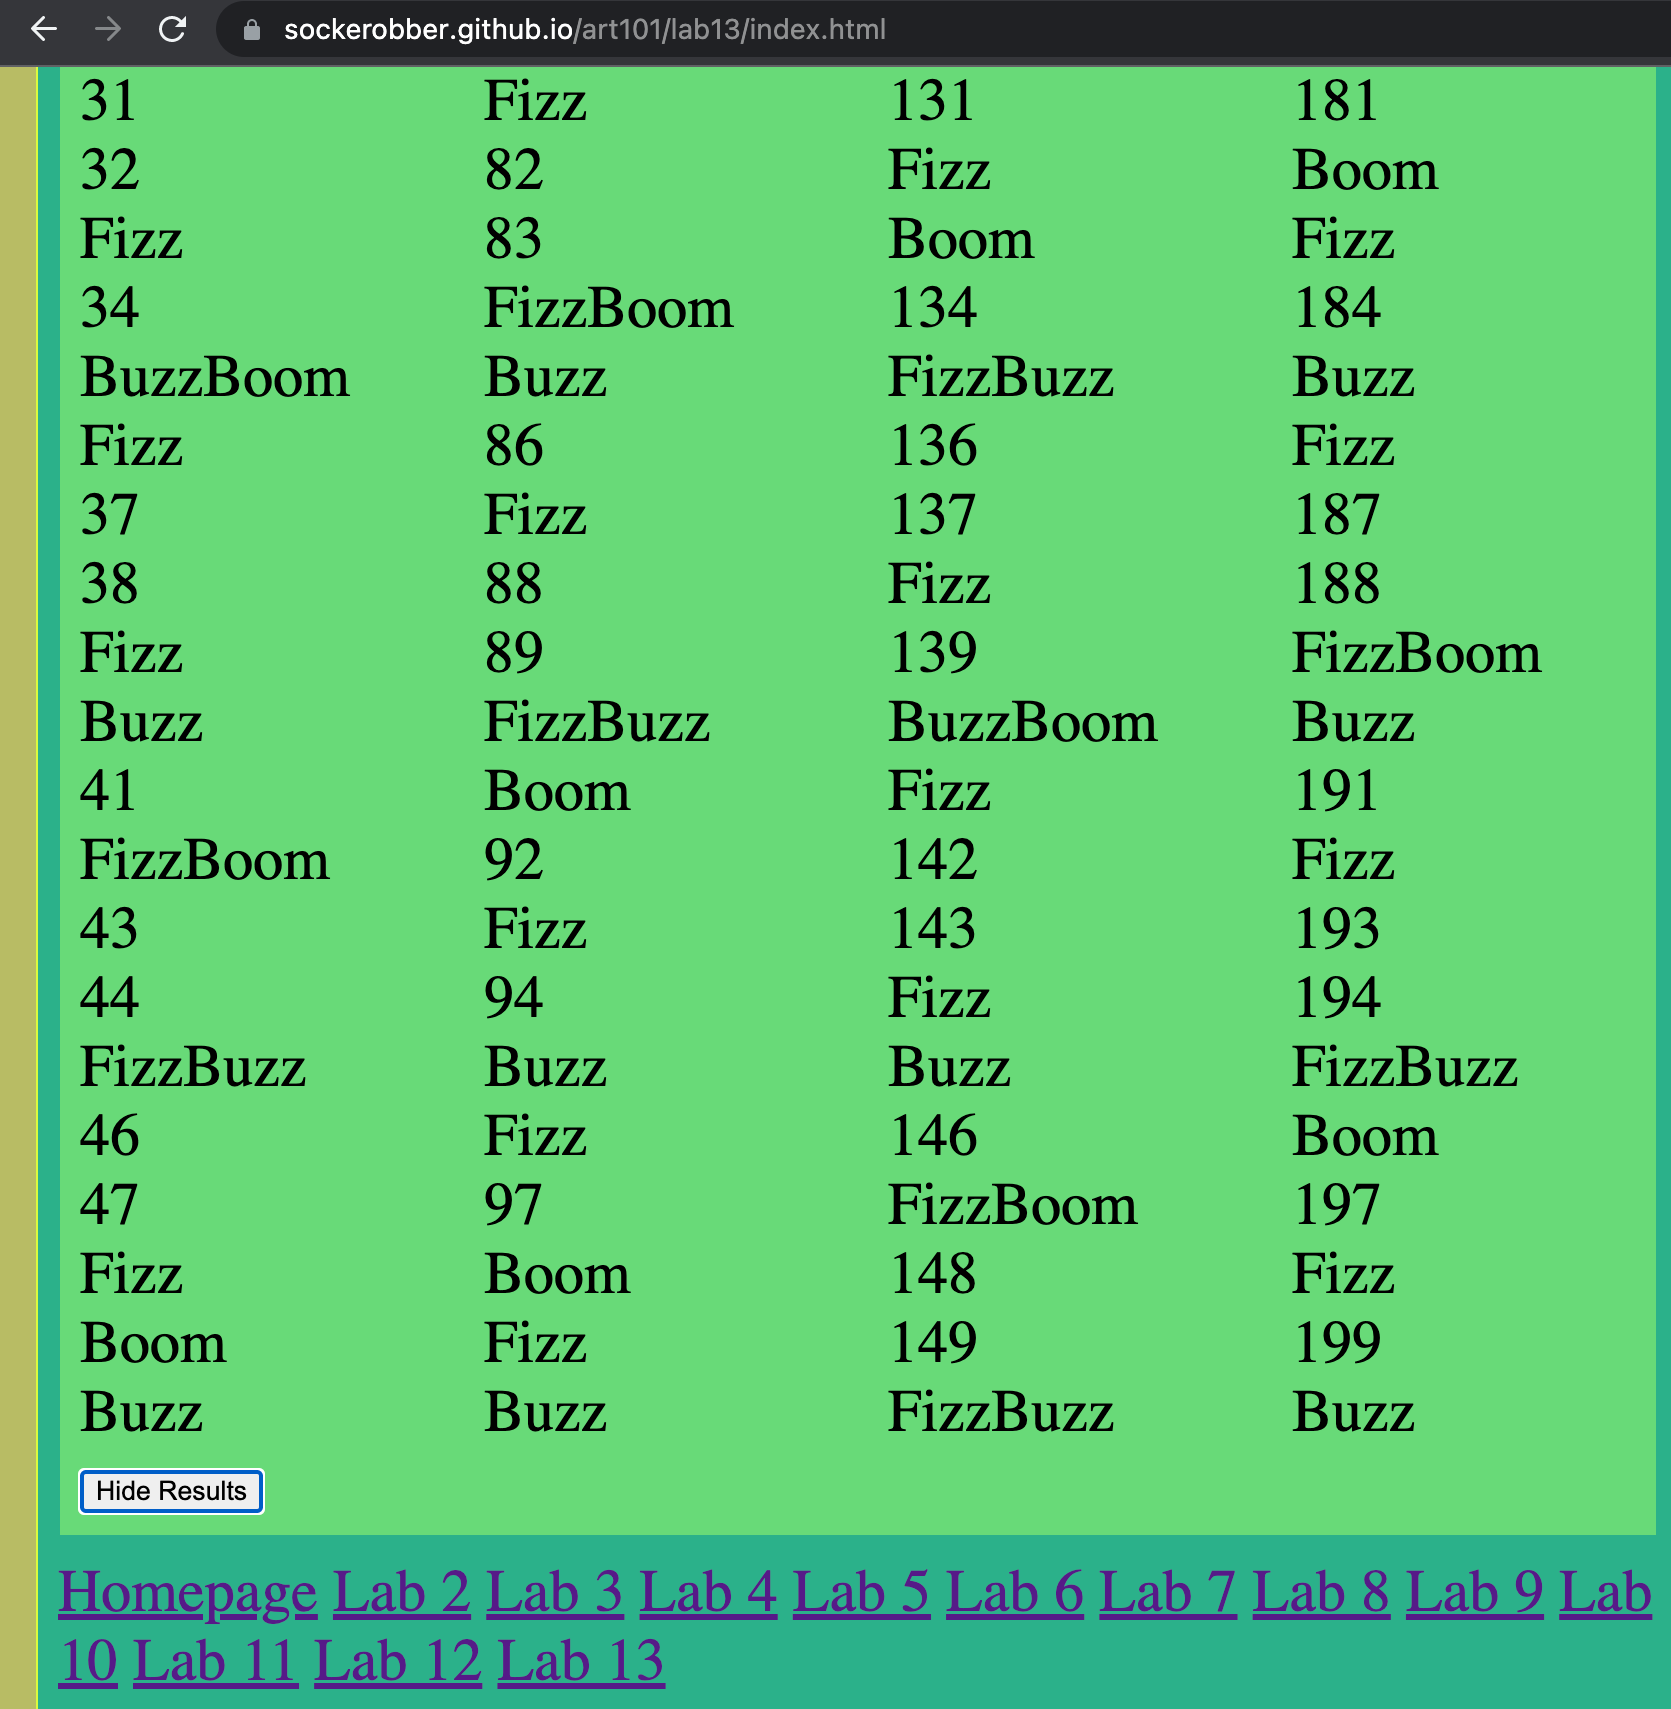 sockerobber.github.io/art101/lab13/index.html
31
32
Fizz
34
BuzzBoom
Fizz
37
38
Fizz
Buzz
41
FizzBoom
43
44
FizzBuzz
46
47
Fizz
Boom
Buzz
Fizz
82
83
FizzBoom
Buzz
86
Fizz
88
89
FizzBuzz
Boom
92
Fizz
94
Buzz
Fizz
97
Boom
Fizz
Buzz
131
Fizz
Boom
134
FizzBuzz
136
137
Fizz
139
BuzzBoom
Fizz
142
143
Fizz
Buzz
146
FizzBoom
148
149
FizzBuzz
181
Boom
Fizz
184
Buzz
Fizz
187
188
FizzBoom
Buzz
191
Fizz
193
194
FizzBuzz
Boom
197
Fizz
199
Buzz
Hide Results
Homepage Lab 2 Lab 3 Lab 4 Lab 5 Lab 6 Lab 7 Lab 8 Lab 9 Lab
10 Lab 11 Lab 12 Lab 13